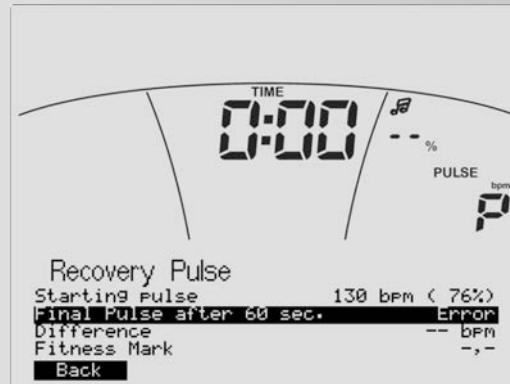 TIME
0:00
-- %
PULSE
bpm
P
Recovery Pulse
Starting pulse 130 bpm ( 76%)
Final Pulse after 60 sec. Error
Difference -- bpm
Fitness Mark -,-
Back